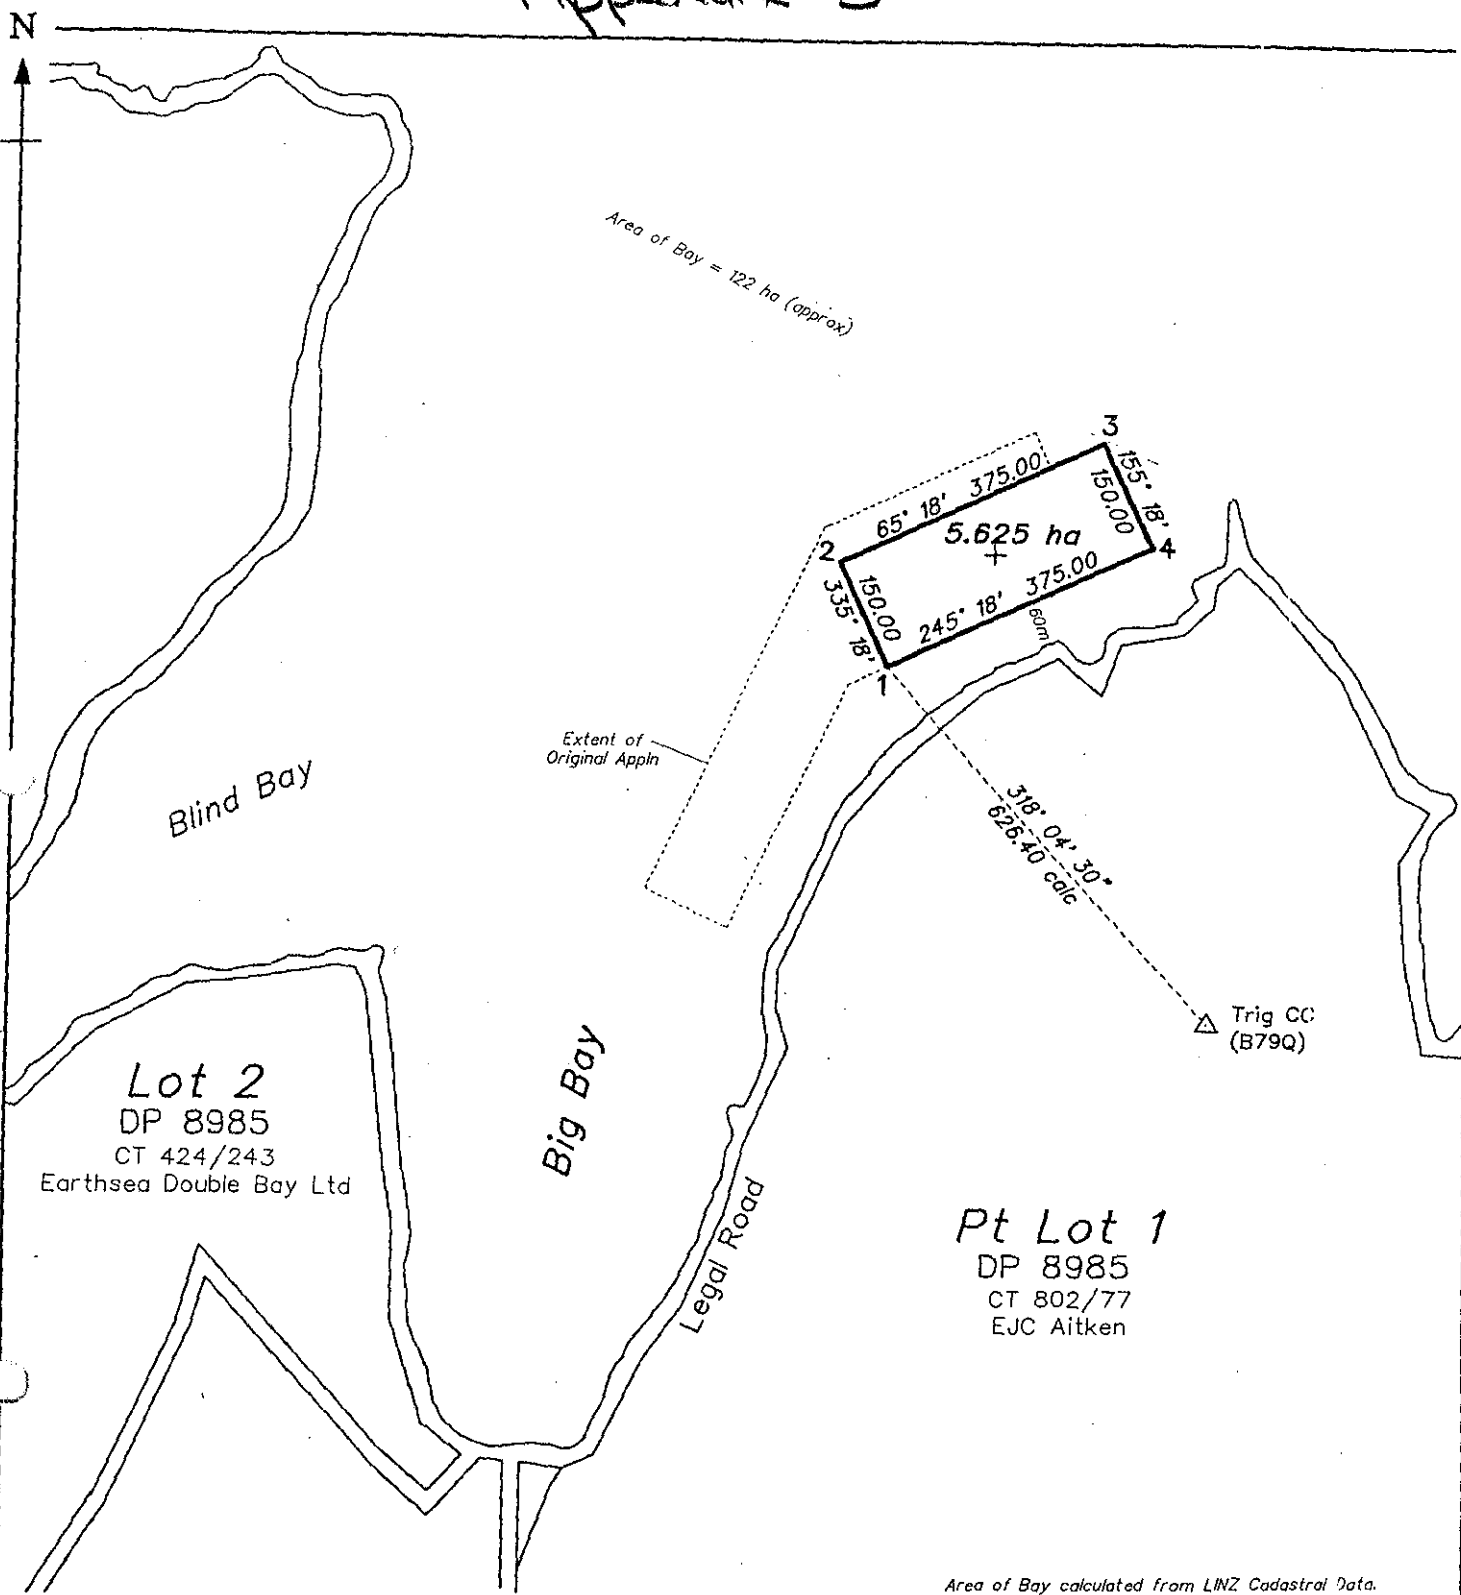 Appendix 3
N
Area of Bay = 122 ha (approx)
3
155° 18'
150.00
65° 18' 375.00
5.625 ha
2
4
335° 18'
150.00
245° 18' 375.00
60m
1
Extent of
Original Appln
Blind Bay
318° 04' 30"
626.40 calc
Trig CC
(B79Q)
Lot 2
DP 8985
CT 424/243
Earthsea Double Bay Ltd
Big Bay
Legal Road
Pt Lot 1
DP 8985
CT 802/77
EJC Aitken
Area of Bay calculated from LINZ Cadastral Data.